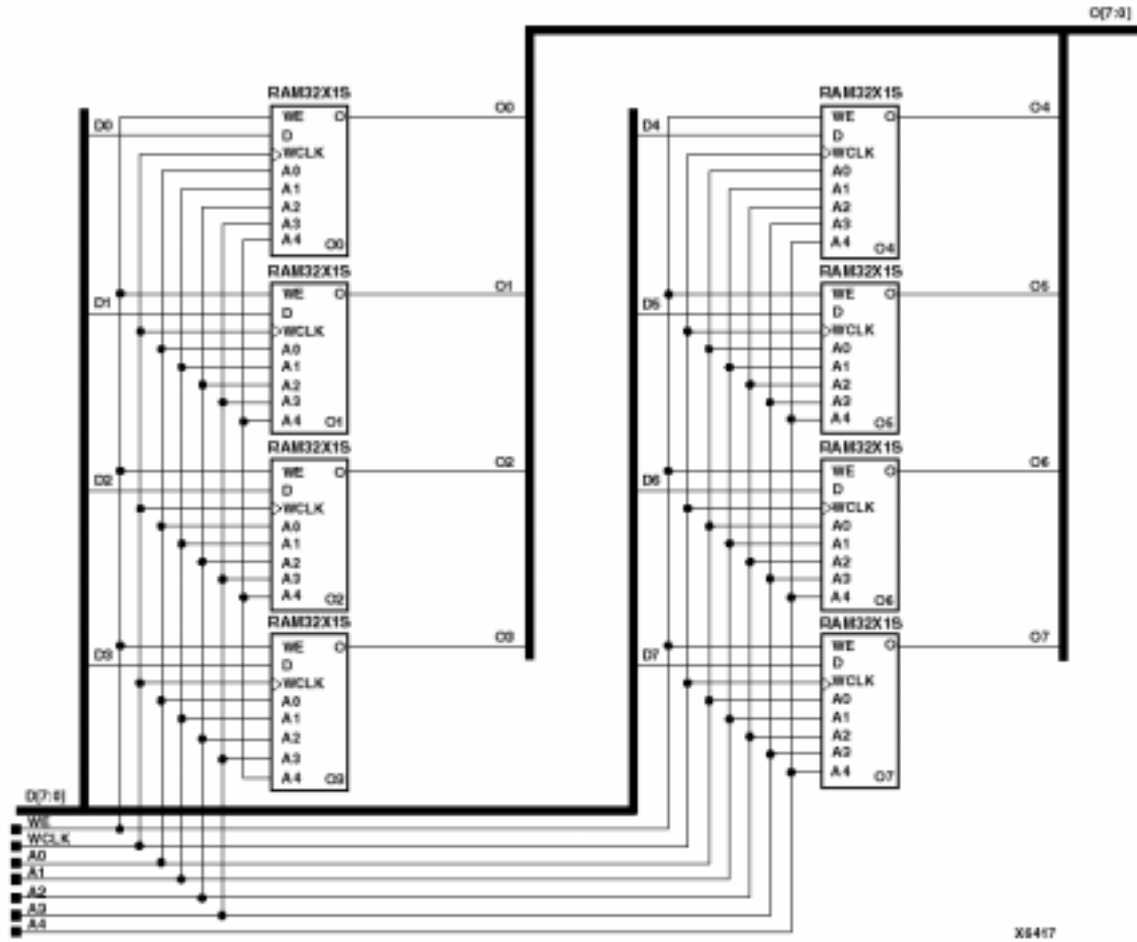 O[7:0]
RAM32X1S
D0
WE
O
O0
D
WCLK
A0
A1
A2
A3
A4
O0
RAM32X1S
D1
WE
O
O1
D
WCLK
A0
A1
A2
A3
A4
O1
RAM32X1S
D2
WE
O
O2
D
WCLK
A0
A1
A2
A3
A4
O2
RAM32X1S
D3
WE
O
O3
D
WCLK
A0
A1
A2
A3
A4
O3
RAM32X1S
D4
WE
O
O4
D
WCLK
A0
A1
A2
A3
A4
O4
RAM32X1S
D5
WE
O
O5
D
WCLK
A0
A1
A2
A3
A4
O5
RAM32X1S
D6
WE
O
O6
D
WCLK
A0
A1
A2
A3
A4
O6
RAM32X1S
D7
WE
O
O7
D
WCLK
A0
A1
A2
A3
A4
O7
D[7:0]
WE
WCLK
A0
A1
A2
A3
A4
X6417